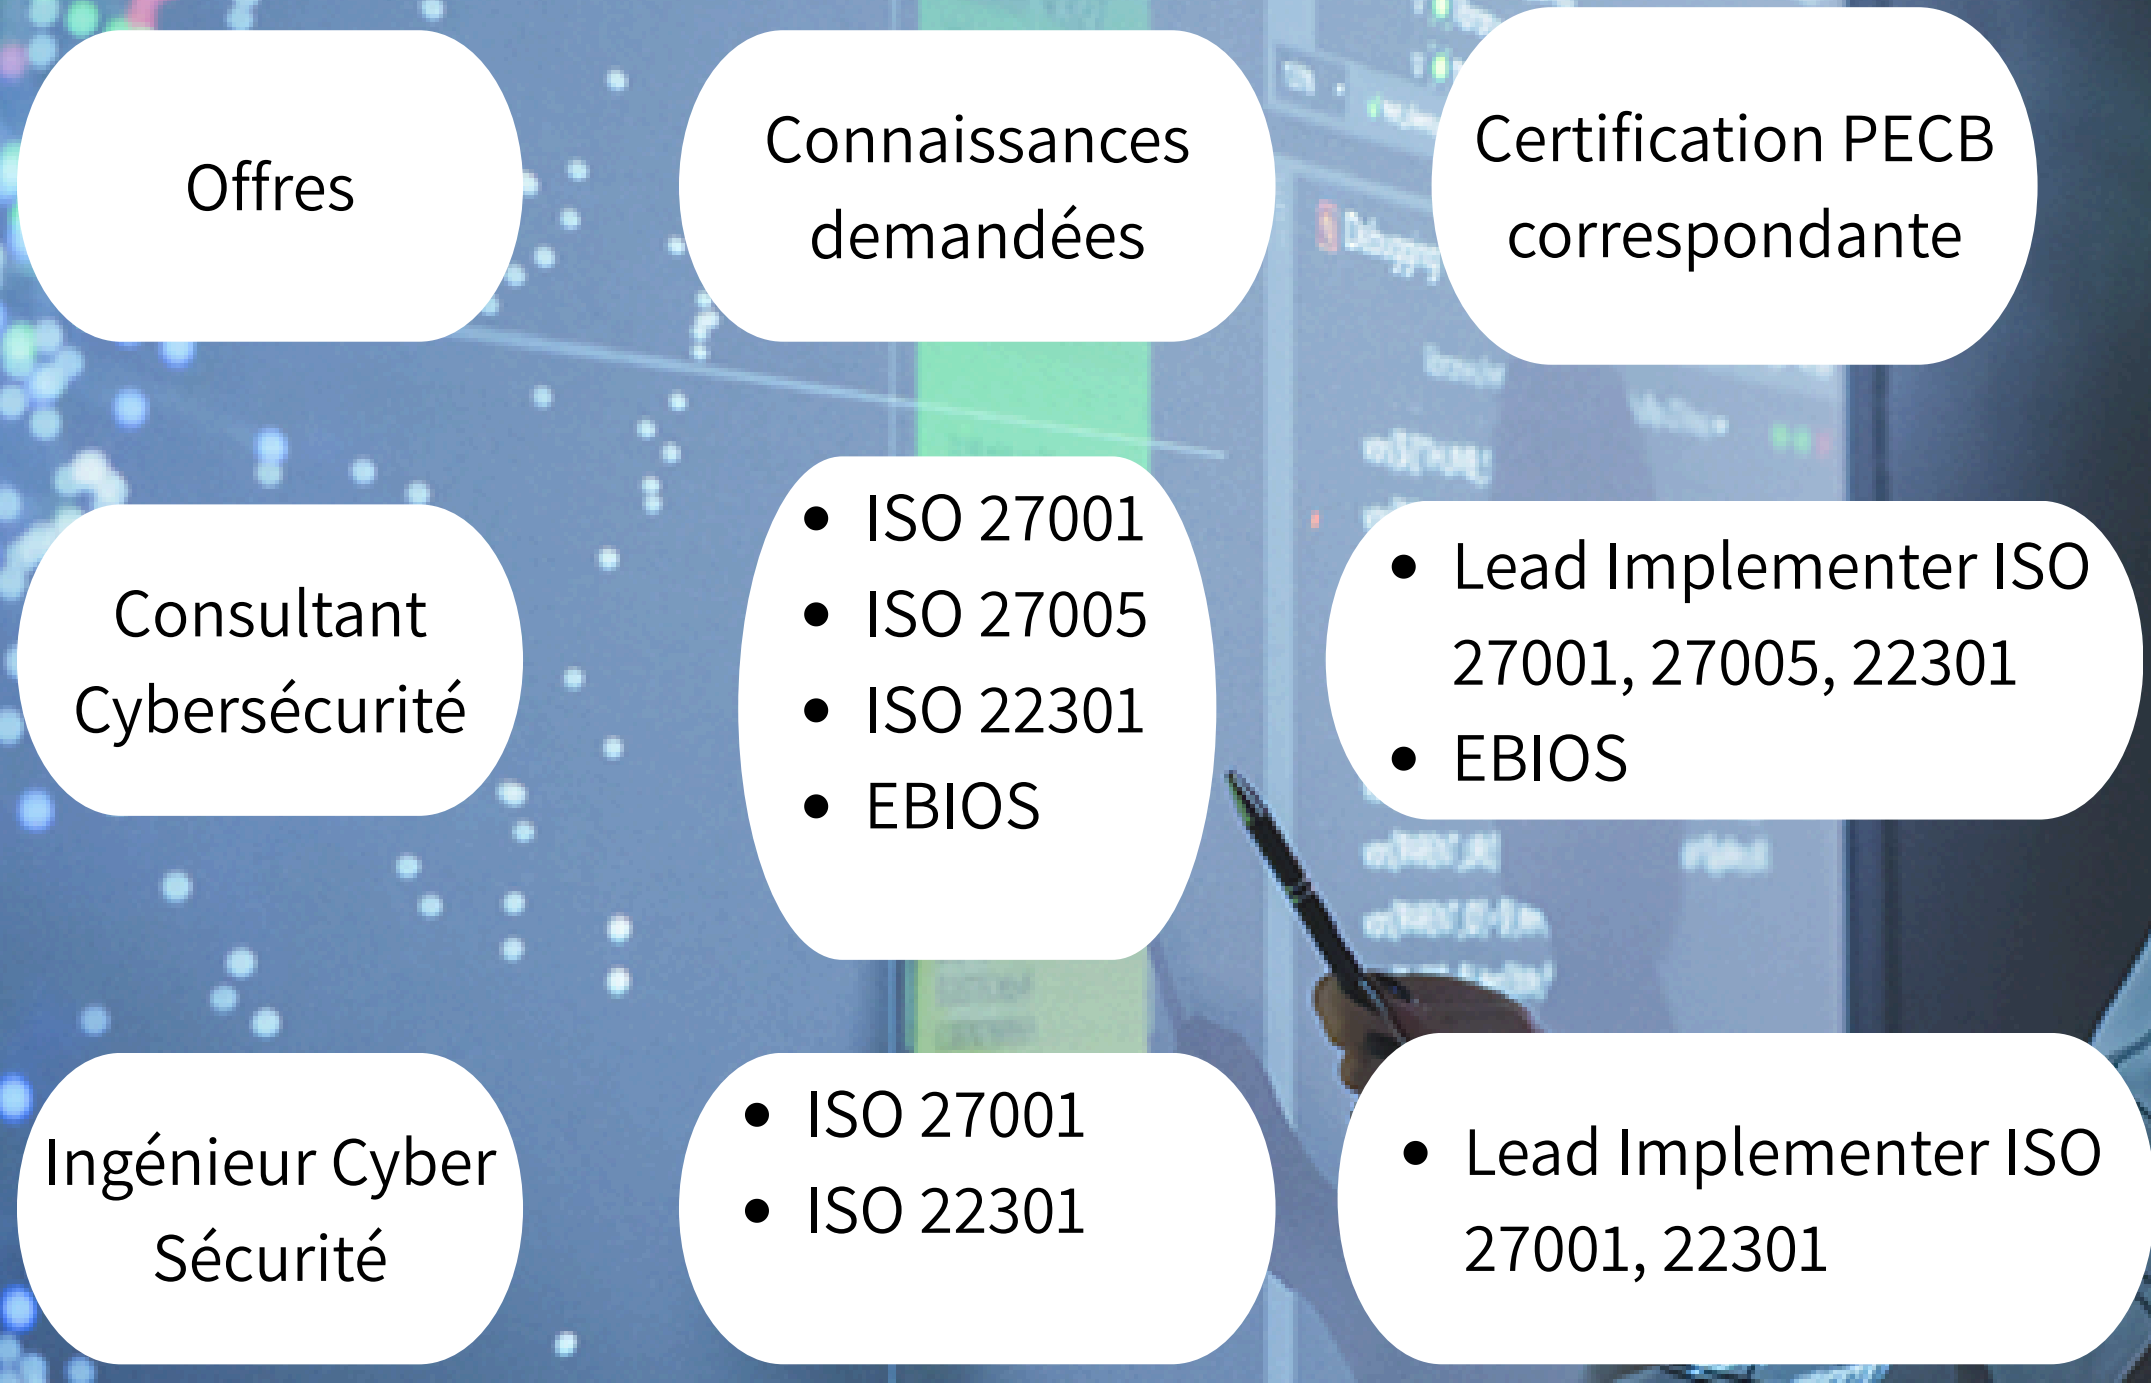 Offres
Connaissances
demandées
Certification PECB
correspondante
Consultant
Cybersécurité
• ISO 27001
• ISO 27005
• ISO 22301
• EBIOS
• Lead Implementer ISO
27001, 27005, 22301
• EBIOS
Ingénieur Cyber
Sécurité
• ISO 27001
• ISO 22301
• Lead Implementer ISO
27001, 22301